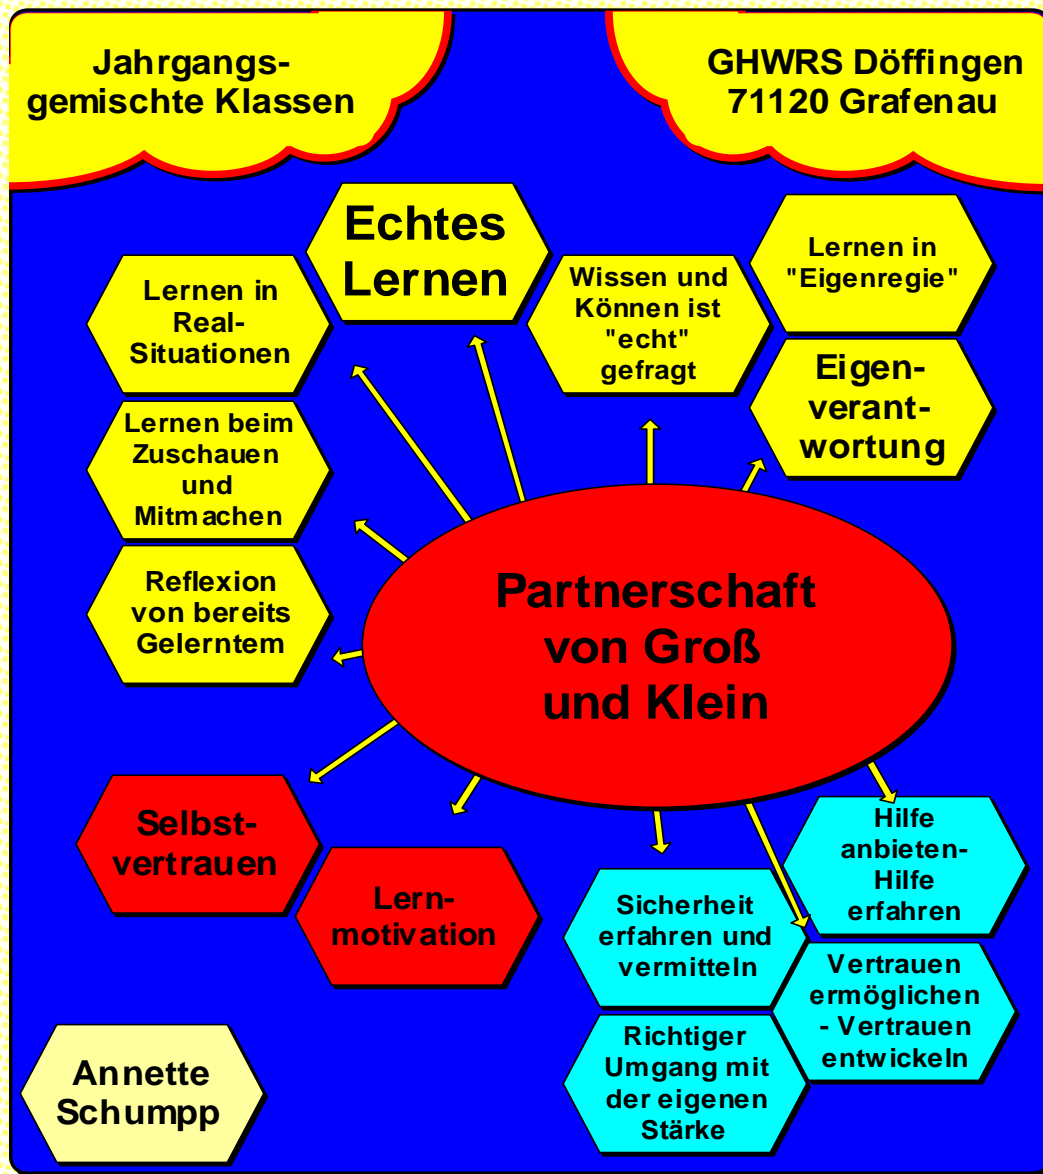 Jahrgangs-
gemischte Klassen
GHWRS Döffingen
71120 Grafenau
Echtes
Lernen
Lernen in
Real-
Situationen
Wissen und
Können ist
"echt"
gefragt
Lernen in
"Eigenregie"
Eigen-
verant-
wortung
Lernen beim
Zuschauen
und
Mitmachen
Reflexion
von bereits
Gelerntem
Partnerschaft
von Groß
und Klein
Selbst-
vertrauen
Lern-
motivation
Hilfe
anbieten-
Hilfe
erfahren
Sicherheit
erfahren und
vermitteln
Vertrauen
ermöglichen
- Vertrauen
entwickeln
Richtiger
Umgang mit
der eigenen
Stärke
Annette
Schumpp